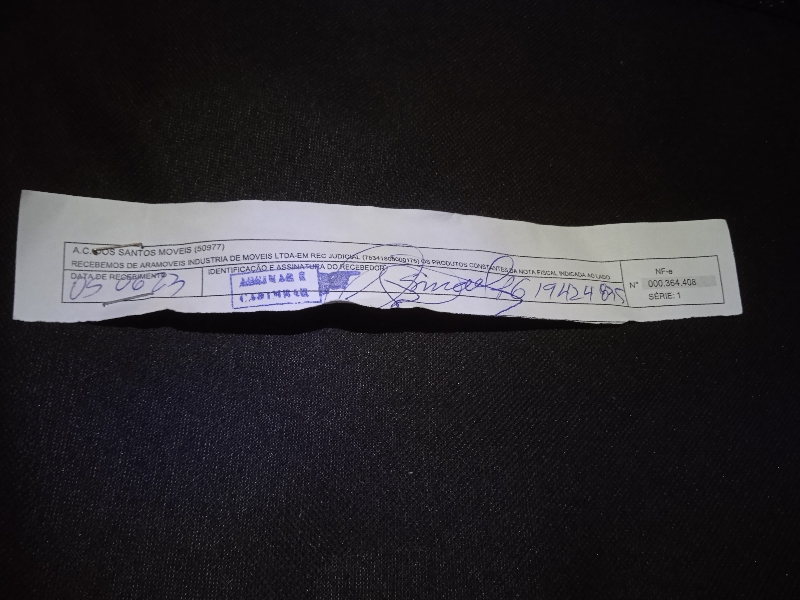 A.C. DOS SANTOS MOVEIS (50977)
RECEBEMOS DE ARAMOVEIS INDUSTRIA DE MOVEIS LTDA-EM REC JUDICIAL OS PRODUTOS CONSTANTES DA NOTA FISCAL INDICADA AO LADO
DATA DE RECEBIMENTO
05 06 23
IDENTIFICAÇÃO E ASSINATURA DO RECEBEDOR
ASSINAR E
CARIMBAR
NF-e
N° 000.364.408
SÉRIE: 1